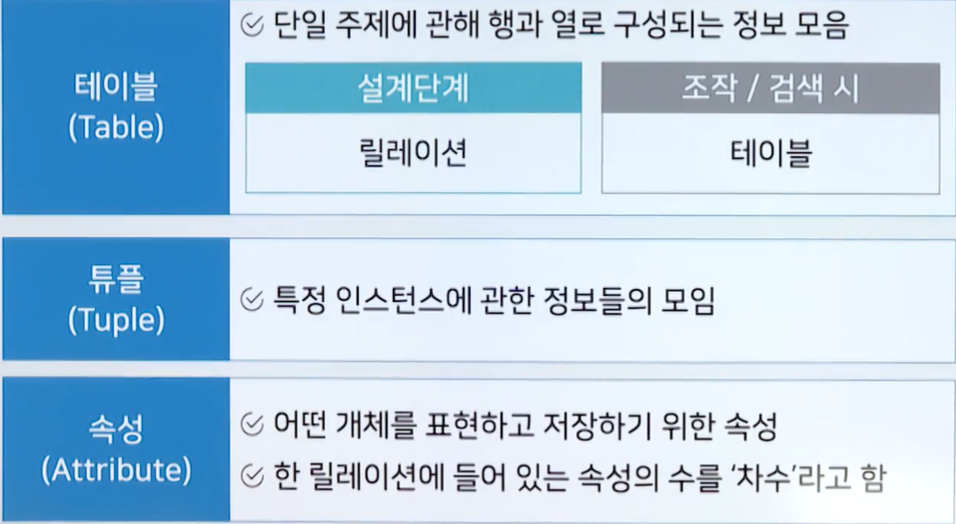 테이블
(Table)
단일 주제에 관해 행과 열로 구성되는 정보 모음
설계단계
릴레이션
조작 / 검색 시
테이블
튜플
(Tuple)
특정 인스턴스에 관한 정보들의 모임
속성
(Attribute)
어떤 개체를 표현하고 저장하기 위한 속성
한 릴레이션에 들어 있는 속성의 수를 ‘차수’라고 함